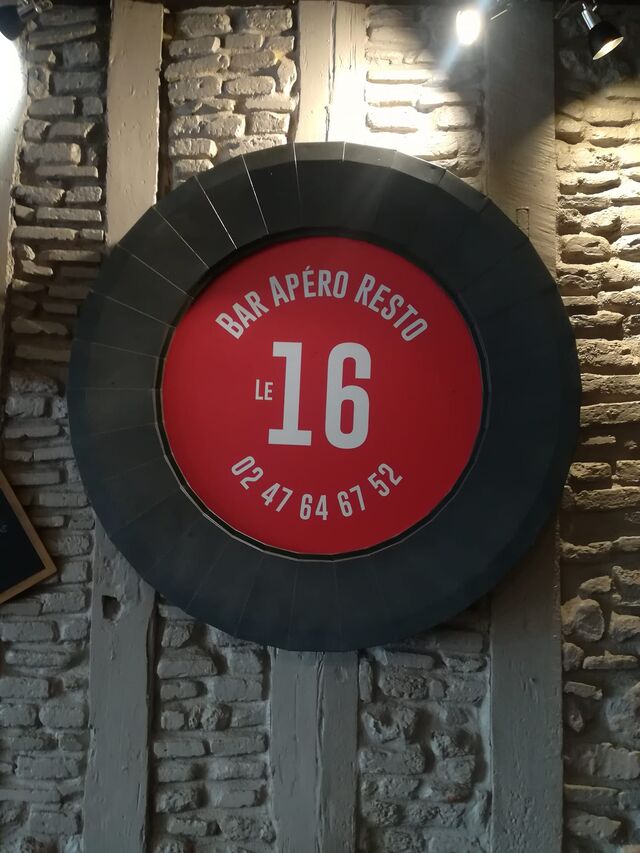 BAR APÉRO RESTO
LE 16
02 47 64 67 52